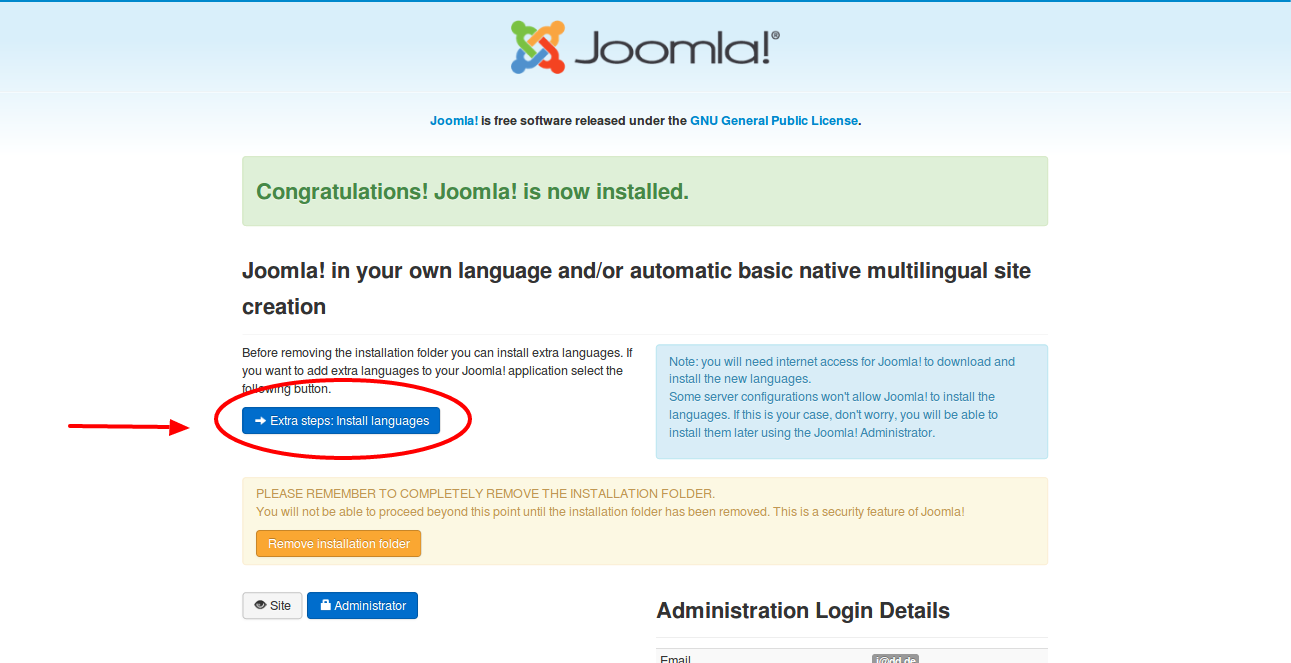 Joomla!®
Joomla! is free software released under the GNU General Public License.
Congratulations! Joomla! is now installed.
Joomla! in your own language and/or automatic basic native multilingual site
creation
Before removing the installation folder you can install extra languages. If
you want to add extra languages to your Joomla! application select the
following button.
Extra steps: Install languages
Note: you will need internet access for Joomla! to download and
install the new languages.
Some server configurations won't allow Joomla! to install the
languages. If this is your case, don't worry, you will be able to
install them later using the Joomla! Administrator.
PLEASE REMEMBER TO COMPLETELY REMOVE THE INSTALLATION FOLDER.
You will not be able to proceed beyond this point until the installation folder has been removed. This is a security feature of Joomla!
Remove installation folder
Site
Administrator
Administration Login Details
Email
j@dd.de